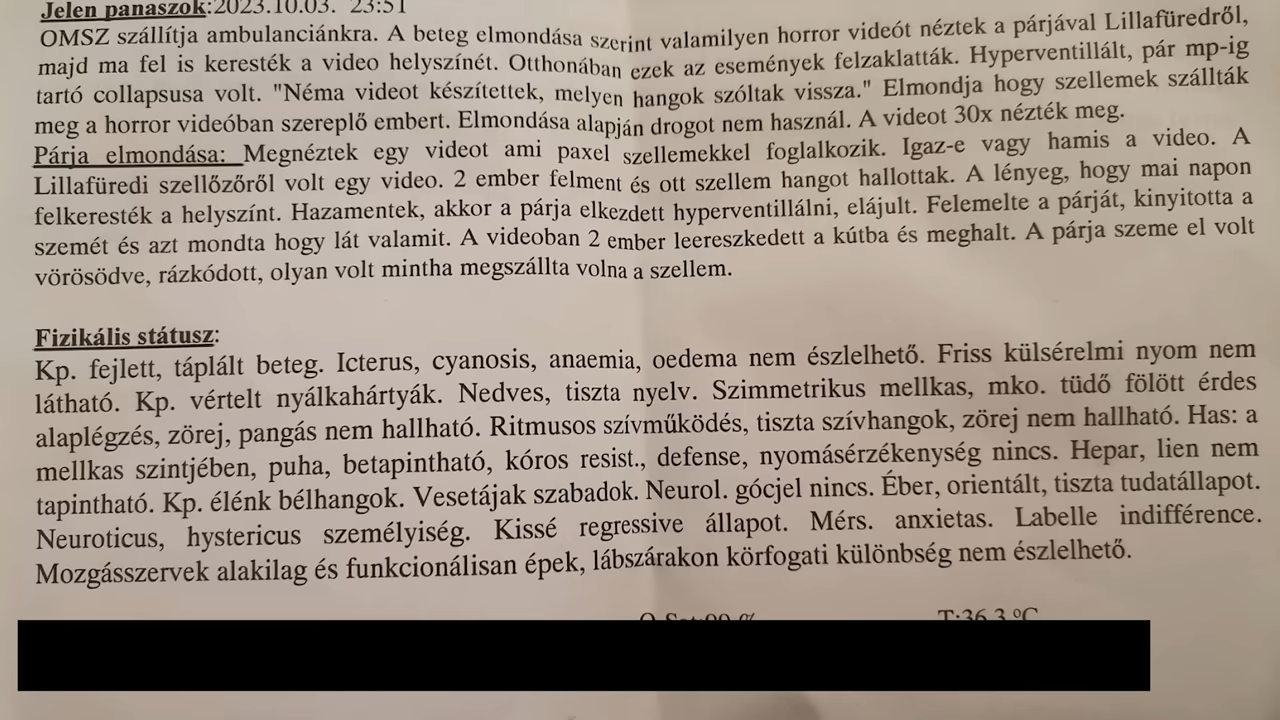 Jelen panaszok:2023.10.03. 23:51
OMSZ szállítja ambulanciánkra. A beteg elmondása szerint valamilyen horror videót néztek a párjával Lillafüredről,
majd ma fel is keresték a video helyszínét. Otthonában ezek az események felzaklatták. Hyperventillált, pár mp-ig
tartó collapsusa volt. "Néma videot készítettek, melyen hangok szóltak vissza." Elmondja hogy szellemek szállták
meg a horror videóban szereplő embert. Elmondása alapján drogot nem használ. A videot 30x nézték meg.
Párja elmondása: Megnéztek egy videot ami paxel szellemekkel foglalkozik. Igaz-e vagy hamis a video. A
Lillafüredi szellőzőről volt egy video. 2 ember felment és ott szellem hangot hallottak. A lényeg, hogy mai napon
felkeresték a helyszínt. Hazamentek, akkor a párja elkezdett hyperventillálni, elájult. Felemelte a párját, kinyitotta a
szemét és azt mondta hogy lát valamit. A videoban 2 ember leereszkedett a kútba és meghalt. A párja szeme el volt
vörösödve, rázkódott, olyan volt mintha megszállta volna a szellem.
Fizikális státusz:
Kp. fejlett, táplált beteg. Icterus, cyanosis, anaemia, oedema nem észlelhető. Friss külsérelmi nyom nem
látható. Kp. vértelt nyálkahártyák. Nedves, tiszta nyelv. Szimmetrikus mellkas, mko. tüdő fölött érdes
alaplégzés, zörej, pangás nem hallható. Ritmusos szívműködés, tiszta szívhangok, zörej nem hallható. Has: a
mellkas szintjében, puha, betapintható, kóros resist., defense, nyomásérzékenység nincs. Hepar, lien nem
tapintható. Kp. élénk bélhangok. Vesetájak szabadok. Neurol. gócjel nincs. Éber, orientált, tiszta tudatállapot.
Neuroticus, hystericus személyiség. Kissé regressive állapot. Mérs. anxietas. Labelle indifférence.
Mozgásszervek alakilag és funkcionálisan épek, lábszárakon körfogati különbség nem észlelhető.
T:36,3 ºC